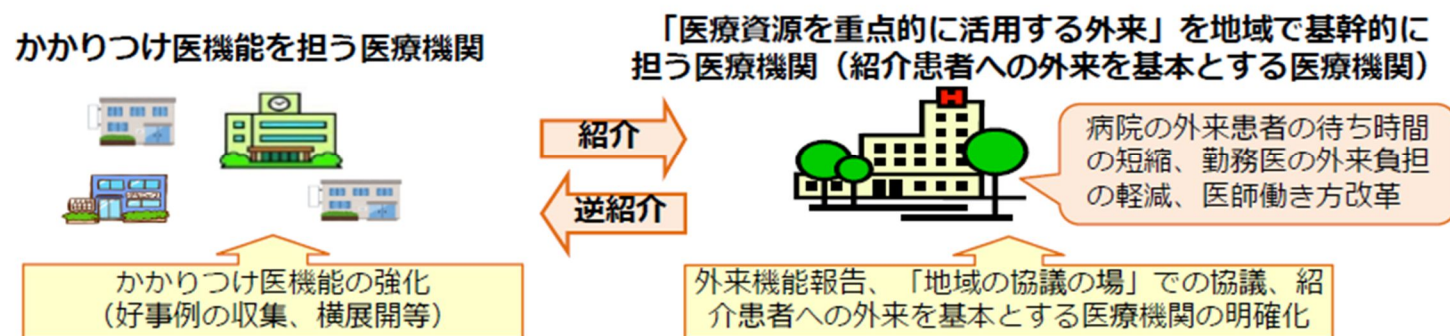 かかりつけ医機能を担う医療機関
「医療資源を重点的に活用する外来」を地域で基幹的に
担う医療機関（紹介患者への外来を基本とする医療機関）
H
紹介
逆紹介
病院の外来患者の待ち時間
の短縮、勤務医の外来負担
の軽減、医師働き方改革
かかりつけ医機能の強化
（好事例の収集、横展開等）
外来機能報告、「地域の協議の場」での協議、紹
介患者への外来を基本とする医療機関の明確化